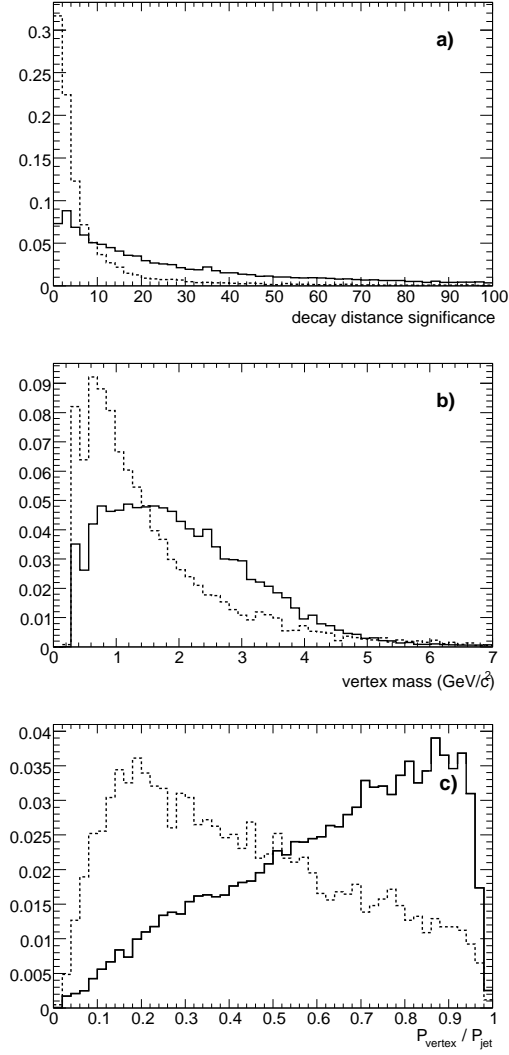 0.3
a)
0.25
0.2
0.15
0.1
0.05
0
0 10 20 30 40 50 60 70 80 90 100
decay distance significance
0.09
b)
0.08
0.07
0.06
0.05
0.04
0.03
0.02
0.01
0
0 1 2 3 4 5 6 7
vertex mass (GeV/c²)
0.04
0.035
c)
0.03
0.025
0.02
0.015
0.01
0.005
0
0 0.1 0.2 0.3 0.4 0.5 0.6 0.7 0.8 0.9 1
P_vertex / P_jet